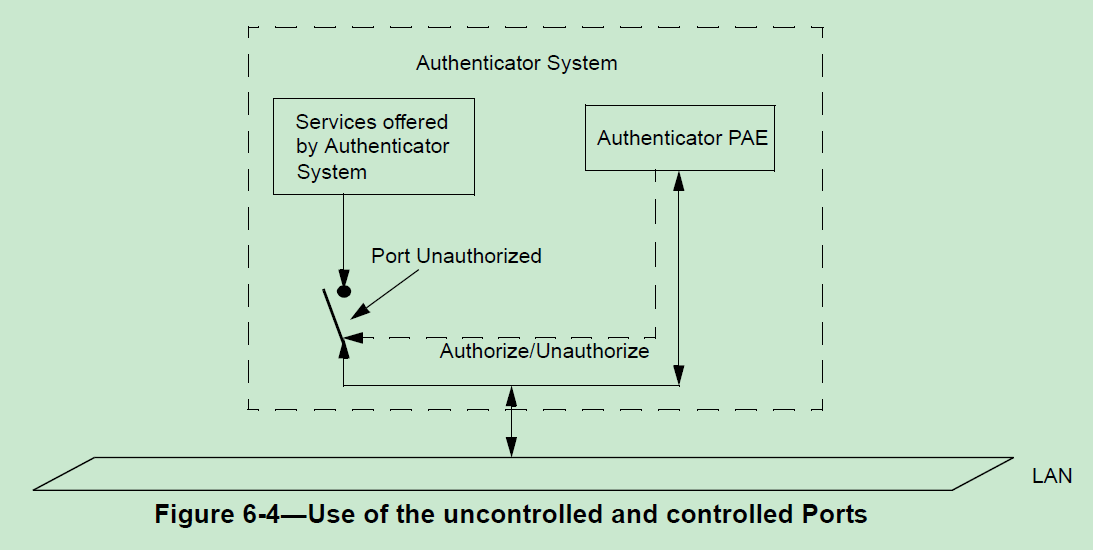 Authenticator System
Services offered
by Authenticator
System
Authenticator PAE
Port Unauthorized
Authorize/Unauthorize
LAN
Figure 6-4—Use of the uncontrolled and controlled Ports